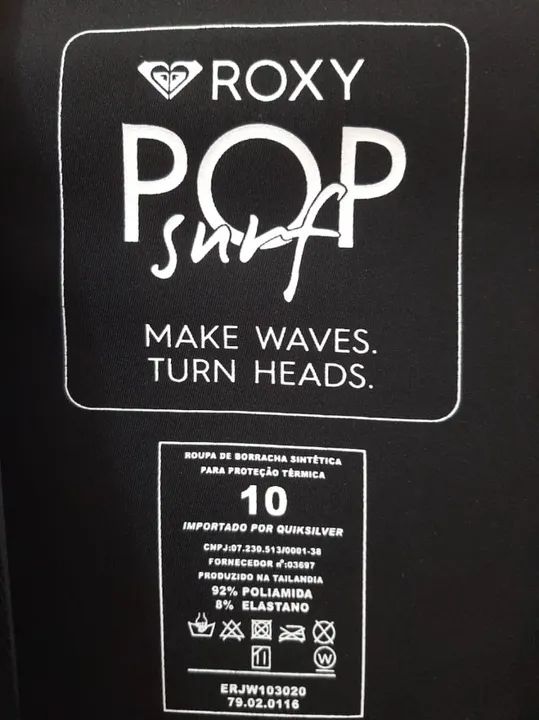 ROXY
POP
surf
MAKE WAVES.
TURN HEADS.
ROUPA DE BORRACHA SINTÉTICA
PARA PROTEÇÃO TÉRMICA
10
IMPORTADO POR QUIKSILVER
CNPJ:07.230.513/0001-38
FORNECEDOR nº:03697
PRODUZIDO NA TAILANDIA
92% POLIAMIDA
8% ELASTANO
W
ERJW103020
79.02.0116